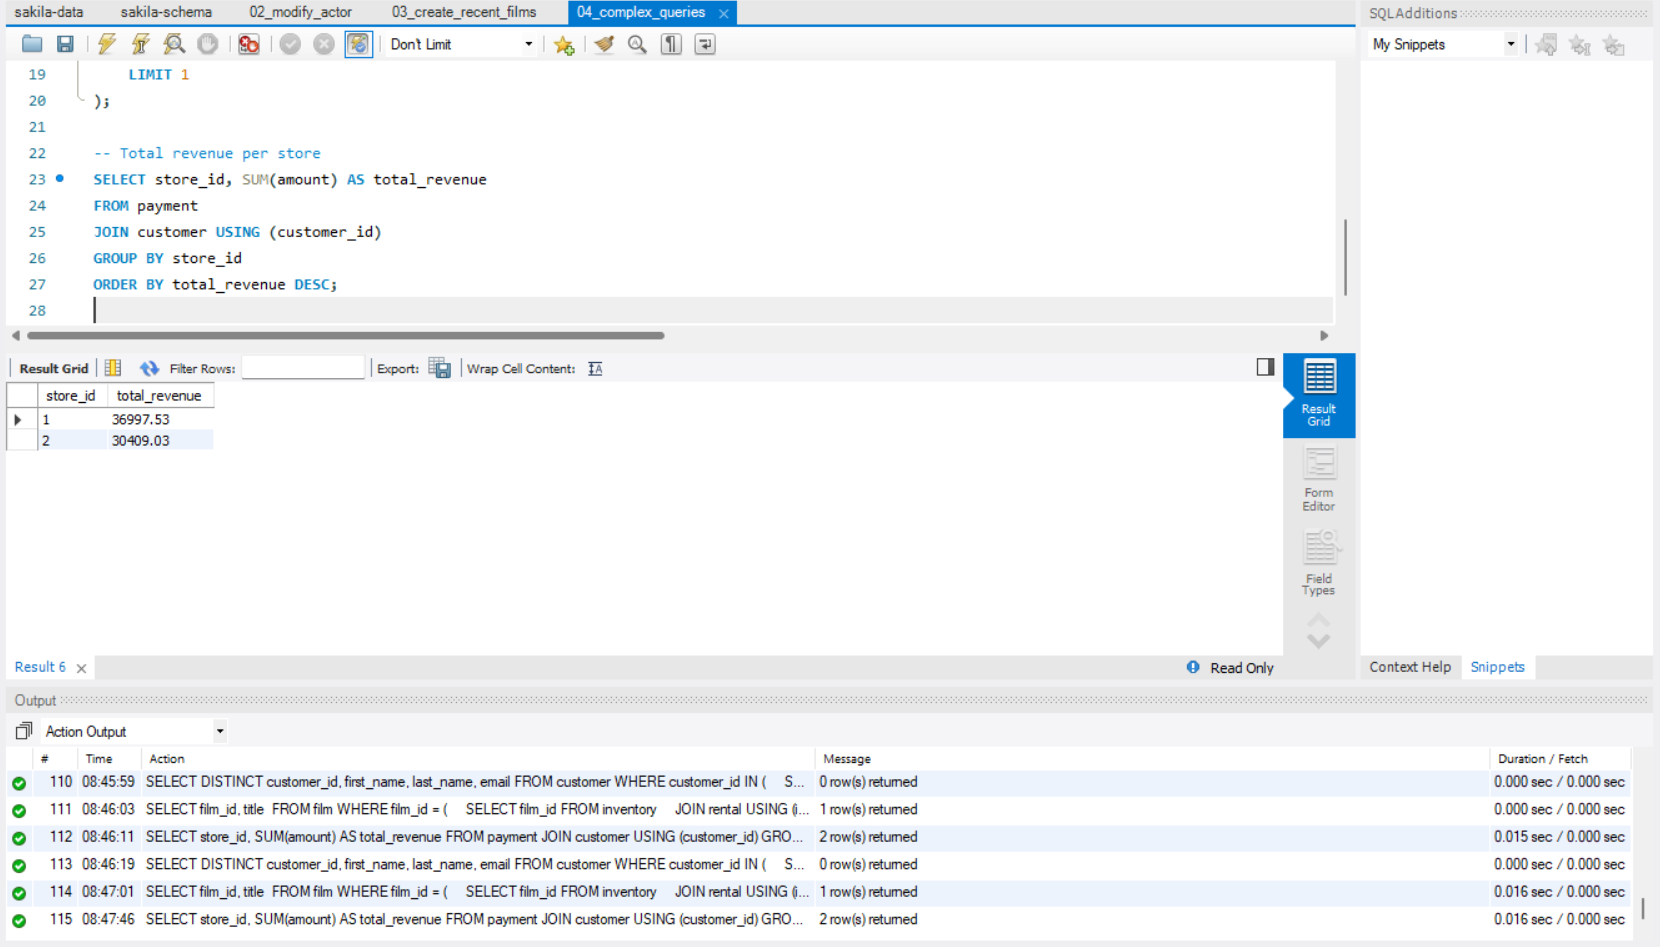 sakila-data sakila-schema 02_modify_actor 03_create_recent_films 04_complex_queries
SQLAdditions
Don't Limit
My Snippets
19 LIMIT 1
20 );
21
22 -- Total revenue per store
23 SELECT store_id, SUM(amount) AS total_revenue
24 FROM payment
25 JOIN customer USING (customer_id)
26 GROUP BY store_id
27 ORDER BY total_revenue DESC;
28
Result Grid Filter Rows: Export: Wrap Cell Content:
store_id total_revenue
1 36997.53
2 30409.03
Result
Grid
Form
Editor
Field
Types
Result 6 Read Only
Context Help Snippets
Output
Action Output
# Time Action Message Duration / Fetch
110 08:45:59 SELECT DISTINCT customer_id, first_name, last_name, email FROM customer WHERE customer_id IN ( S... 0 row(s) returned 0.000 sec / 0.000 sec
111 08:46:03 SELECT film_id, title FROM film WHERE film_id = ( SELECT film_id FROM inventory JOIN rental USING (i... 1 row(s) returned 0.000 sec / 0.000 sec
112 08:46:11 SELECT store_id, SUM(amount) AS total_revenue FROM payment JOIN customer USING (customer_id) GRO... 2 row(s) returned 0.015 sec / 0.000 sec
113 08:46:19 SELECT DISTINCT customer_id, first_name, last_name, email FROM customer WHERE customer_id IN ( S... 0 row(s) returned 0.000 sec / 0.000 sec
114 08:47:01 SELECT film_id, title FROM film WHERE film_id = ( SELECT film_id FROM inventory JOIN rental USING (i... 1 row(s) returned 0.016 sec / 0.000 sec
115 08:47:46 SELECT store_id, SUM(amount) AS total_revenue FROM payment JOIN customer USING (customer_id) GRO... 2 row(s) returned 0.016 sec / 0.000 sec